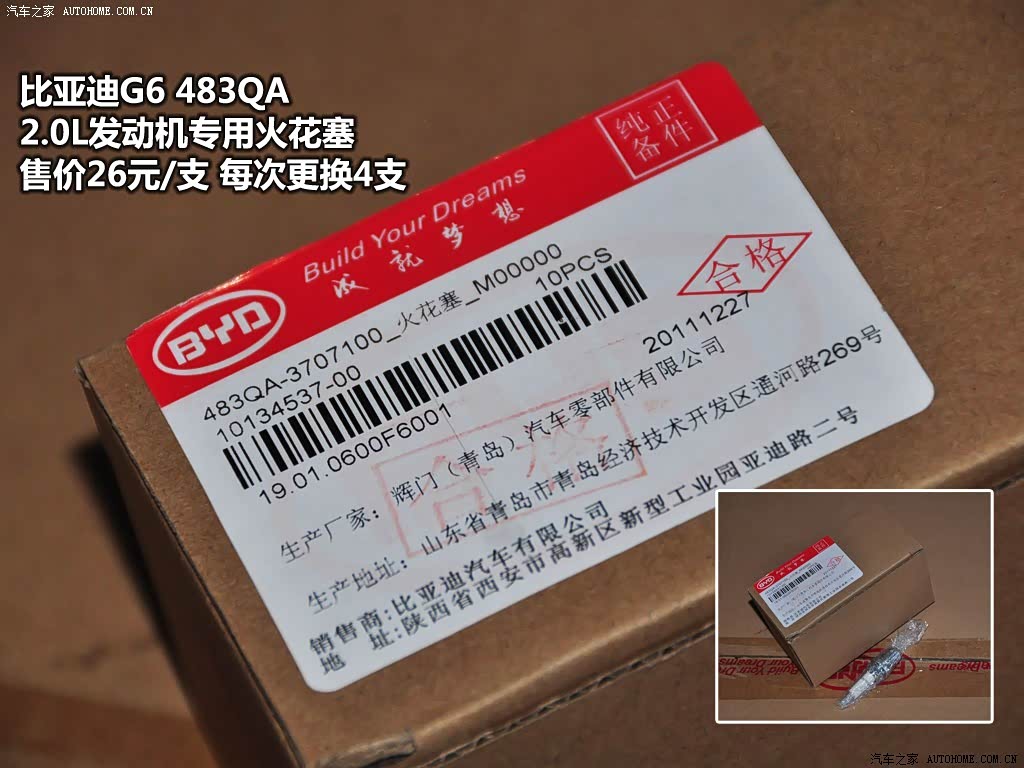 汽车之家 AUTOHOME.COM.CN
比亚迪G6 483QA
2.0L发动机专用火花塞
售价26元/支 每次更换4支
纯正
备件
Build Your Dreams
成就梦想
BYD
合格
483QA-3707100_火花塞_M00000
10134537-00
10PCS
19.01.0600F6001
20111227
合格
生产厂家：辉门（青岛）汽车零部件有限公司
生产地址：山东省青岛市青岛经济技术开发区通河路269号
销售商:比亚迪汽车有限公司
地 址:陕西省西安市高新区新型工业园亚迪路二号
BYD
Build Your Dreams
BYD
汽车之家 AUTOHOME.COM.CN